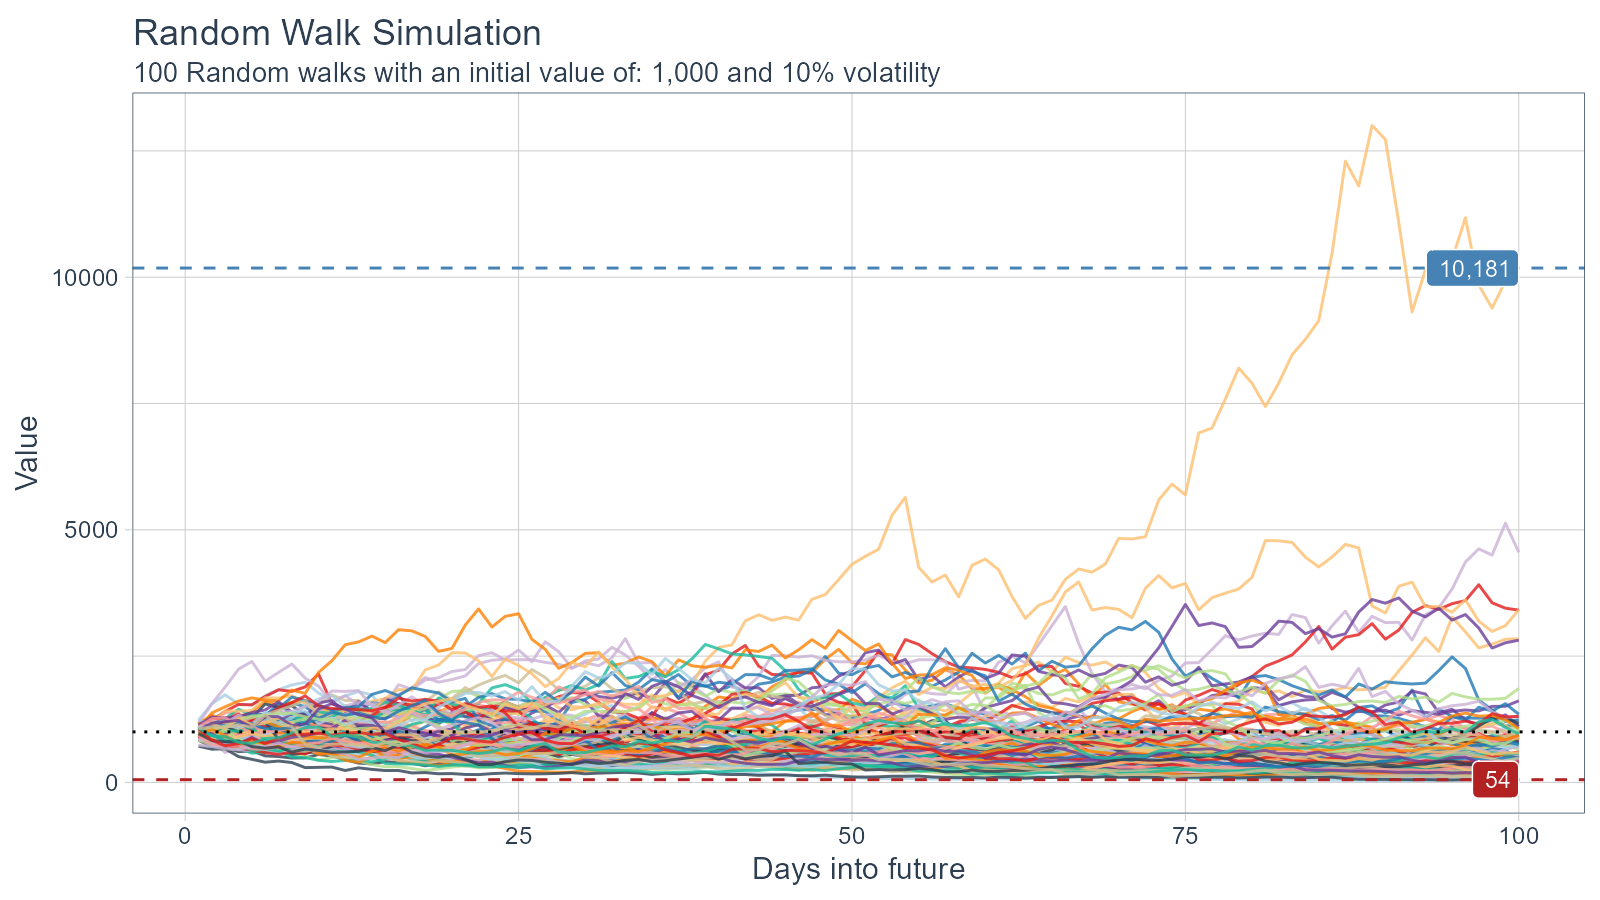 Random Walk Simulation
100 Random walks with an initial value of: 1,000 and 10% volatility
Value
10000
5000
0
10,181
54
0
25
50
75
100
Days into future